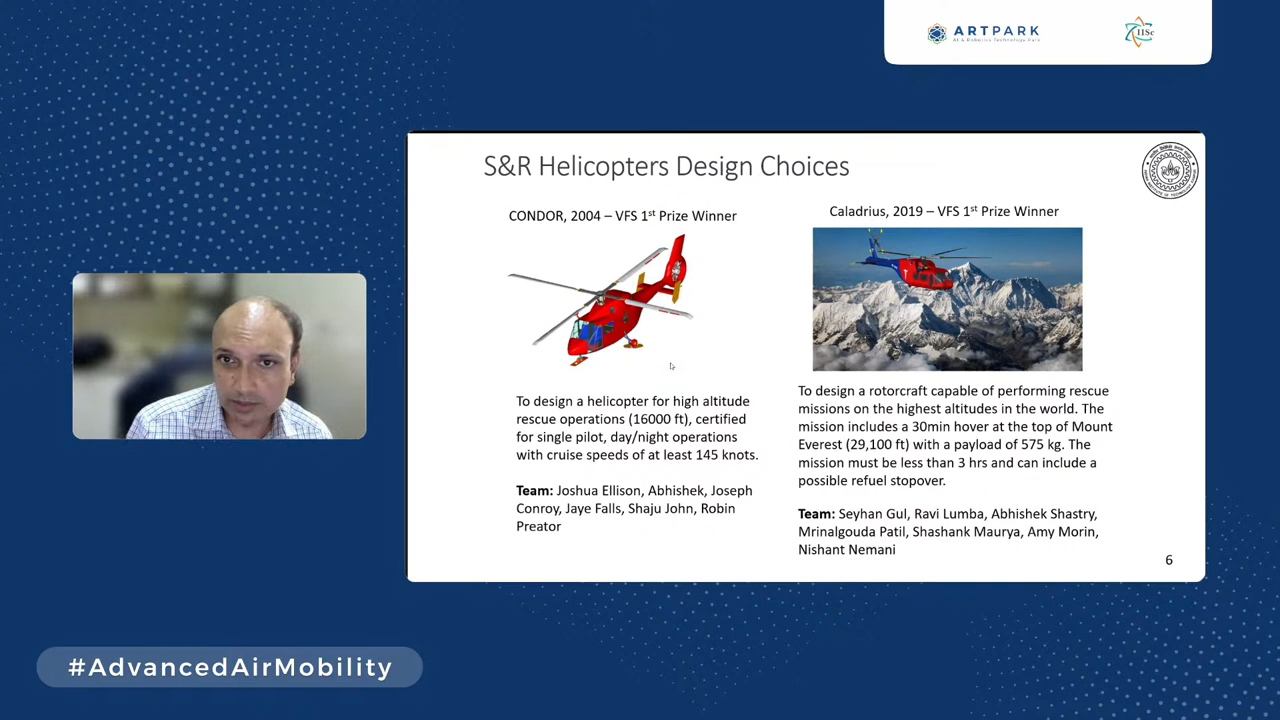 ARTPARK
AI & Robotics Technology Park
IISc
S&R Helicopters Design Choices
CONDOR, 2004 – VFS 1st Prize Winner
Caladrius, 2019 – VFS 1st Prize Winner
To design a helicopter for high altitude
rescue operations (16000 ft), certified
for single pilot, day/night operations
with cruise speeds of at least 145 knots.
Team: Joshua Ellison, Abhishek, Joseph
Conroy, Jaye Falls, Shaju John, Robin
Preator
To design a rotorcraft capable of performing rescue
missions on the highest altitudes in the world. The
mission includes a 30min hover at the top of Mount
Everest (29,100 ft) with a payload of 575 kg. The
mission must be less than 3 hrs and can include a
possible refuel stopover.
Team: Seyhan Gul, Ravi Lumba, Abhishek Shastry,
Mrinalgouda Patil, Shashank Maurya, Amy Morin,
Nishant Nemani
6
#AdvancedAirMobility